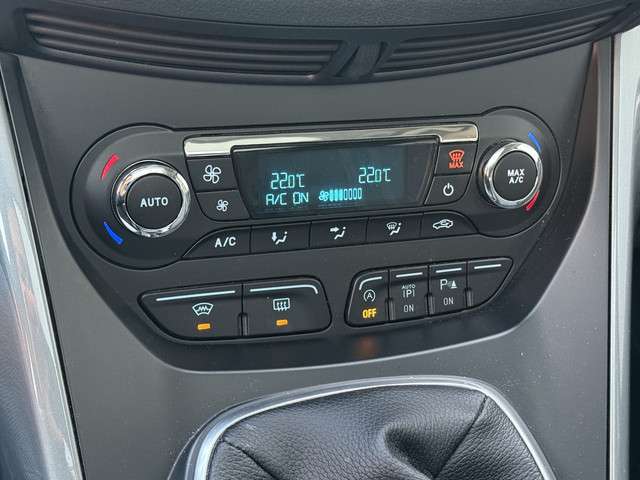 22.0°C 22.0°C
A/C ON
MAX
AUTO
MAX
A/C
A/C
A
OFF
AUTO
P
ON
P
ON